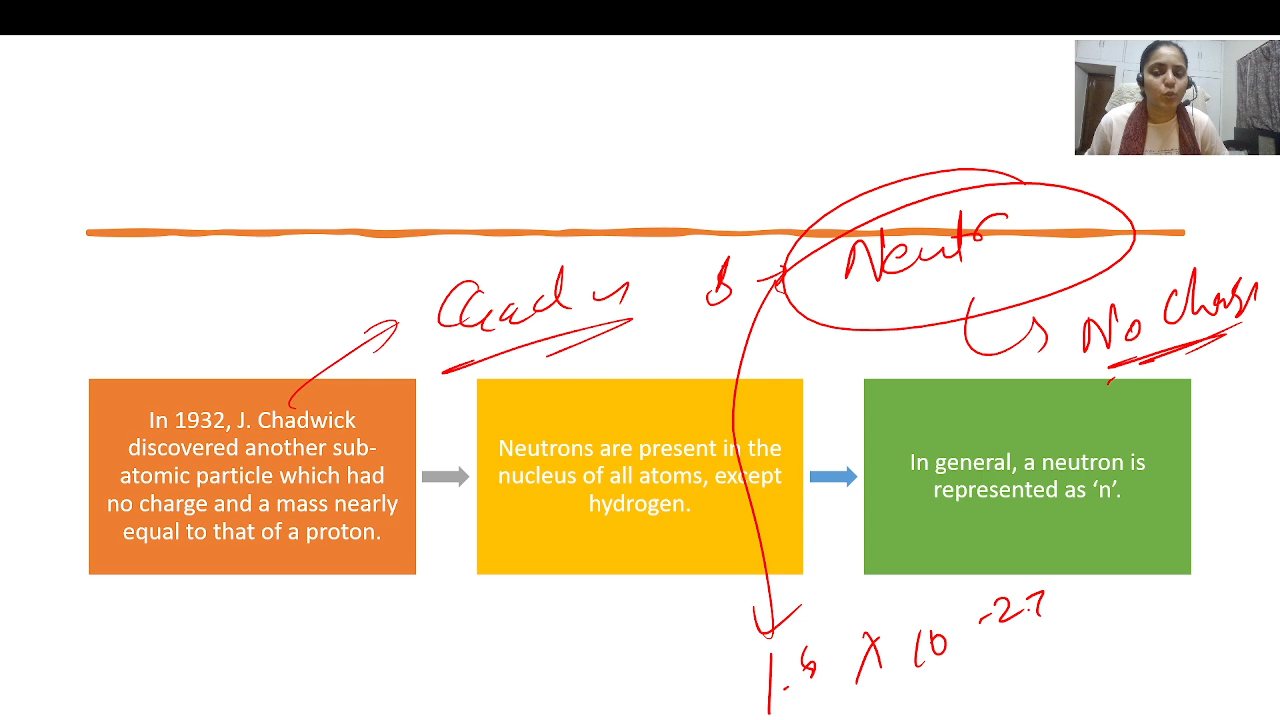 Neutr
No Charge
In 1932, J. Chadwick
discovered another sub-
atomic particle which had
no charge and a mass nearly
equal to that of a proton.
Neutrons are present in the
nucleus of all atoms, except
hydrogen.
In general, a neutron is
represented as ‘n’.
1.6 X 10 -27